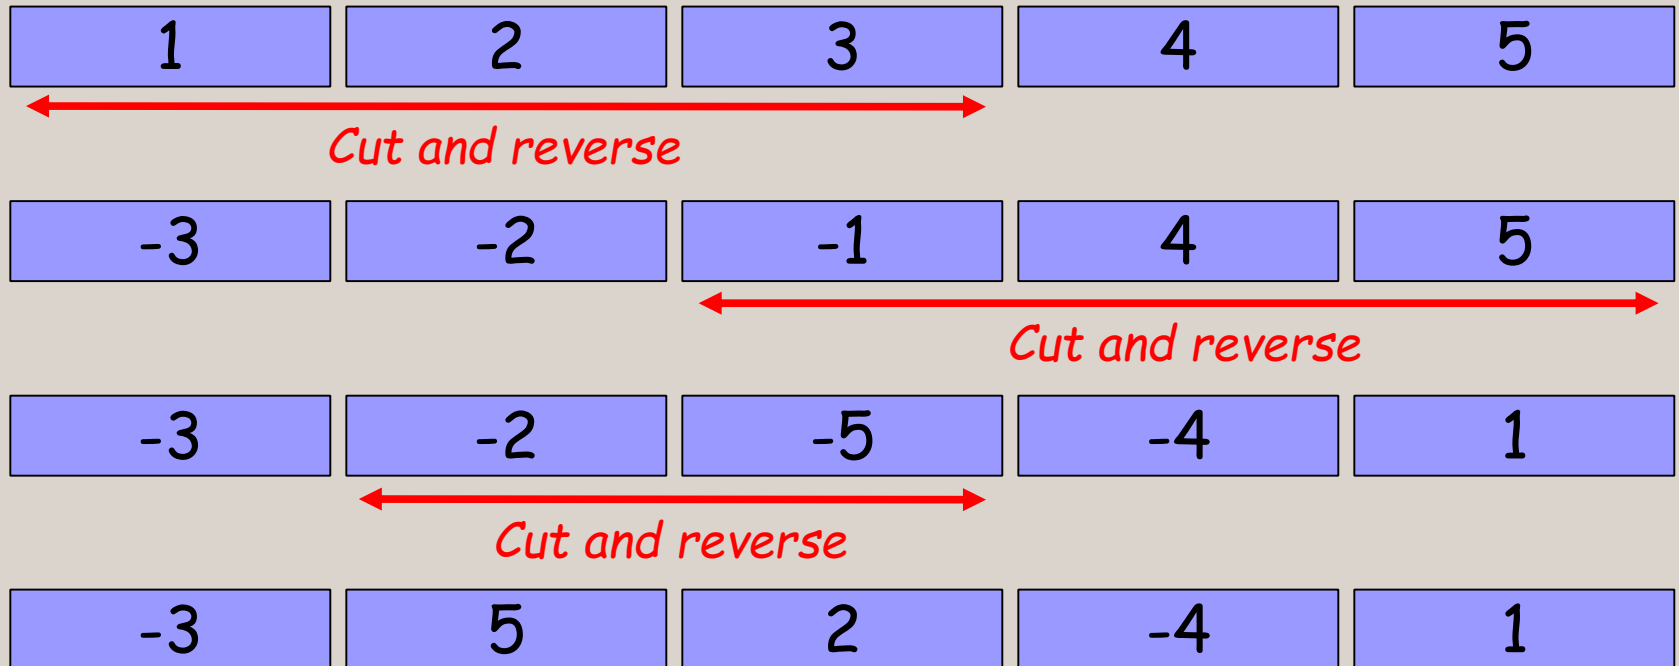 1 2 3 4 5
Cut and reverse
-3 -2 -1 4 5
Cut and reverse
-3 -2 -5 -4 1
Cut and reverse
-3 5 2 -4 1